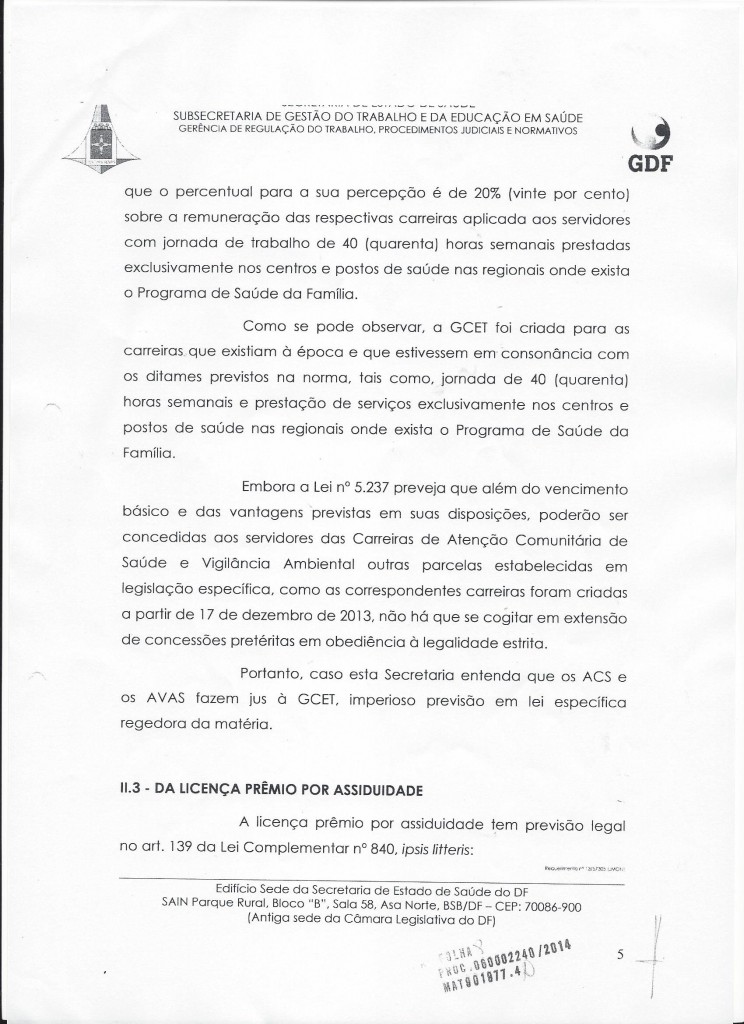 SECRETARIA DE ESTADO DE SAÚDE
SUBSECRETARIA DE GESTÃO DO TRABALHO E DA EDUCAÇÃO EM SAÚDE
GERÊNCIA DE REGULAÇÃO DO TRABALHO, PROCEDIMENTOS JUDICIAIS E NORMATIVOS
GDF
que o percentual para a sua percepção é de 20% (vinte por cento)
sobre a remuneração das respectivas carreiras aplicada aos servidores
com jornada de trabalho de 40 (quarenta) horas semanais prestadas
exclusivamente nos centros e postos de saúde nas regionais onde exista
o Programa de Saúde da Família.
Como se pode observar, a GCET foi criada para as
carreiras que existiam à época e que estivessem em consonância com
os ditames previstos na norma, tais como, jornada de 40 (quarenta)
horas semanais e prestação de serviços exclusivamente nos centros e
postos de saúde nas regionais onde exista o Programa de Saúde da
Família.
Embora a Lei nº 5.237 preveja que além do vencimento
básico e das vantagens previstas em suas disposições, poderão ser
concedidas aos servidores das Carreiras de Atenção Comunitária de
Saúde e Vigilância Ambiental outras parcelas estabelecidas em
legislação específica, como as correspondentes carreiras foram criadas
a partir de 17 de dezembro de 2013, não há que se cogitar em extensão
de concessões pretéritas em obediência à legalidade estrita.
Portanto, caso esta Secretaria entenda que os ACS e
os AVAS fazem jus à GCET, imperioso previsão em lei específica
regedora da matéria.
II.3 - DA LICENÇA PRÊMIO POR ASSIDUIDADE
A licença prêmio por assiduidade tem previsão legal
no art. 139 da Lei Complementar nº 840, ipsis litteris:
Requerimento nº
Edifício Sede da Secretaria de Estado de Saúde do DF
SAIN Parque Rural, Bloco "B", Sala 58, Asa Norte, BSB/DF – CEP: 70086-900
(Antiga sede da Câmara Legislativa do DF)
5
FOLHA
PROC.060002240/2014
MAT901977.4